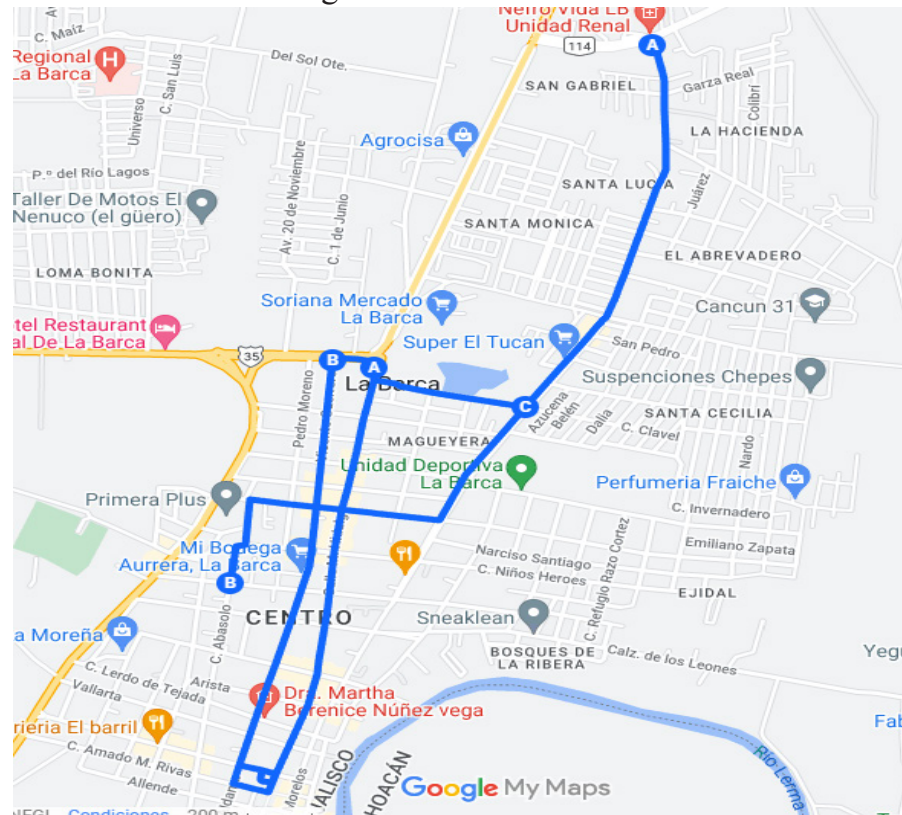 C. Maíz
Nefro Vida LB
Unidad Renal
A
114
Regional
La Barca
H
C. San Luis
Del Sol Ote.
SAN GABRIEL
Garza Real
Colibrí
Universo
Agrocisa
LA HACIENDA
P.º del Río Lagos
Av. 20 de Noviembre
C. 1 de Junio
SANTA LUCIA
Juárez
Taller De Motos El
Nenuco (el güero)
SANTA MONICA
EL ABREVADERO
LOMA BONITA
Soriana Mercado
La Barca
Cancun 31
tel Restaurant
al De La Barca
35
Super El Tucan
San Pedro
B
A
La Barca
Suspenciones Chepes
Pedro Moreno
C
Azucena
Belén
Dalia
SANTA CECILIA
C. Clavel
Nardo
MAGUEYERA
Unidad Deportiva
La Barca
Perfumeria Fraiche
Primera Plus
C. Invernadero
Emiliano Zapata
Mi Bodega
Aurrera, La Barca
Narciso Santiago
C. Niños Heroes
C. Refugio Razo Cortez
B
EJIDAL
CENTRO
Sneaklean
C. Abasolo
a Moreña
BOSQUES DE
LA RIBERA
Calz. de los Leones
Yegu
C. Lerdo de Tejada
Arista
Vallarta
Dra. Martha
Berenice Núñez vega
rieria El barril
Fab
C. Amado M. Rivas
Allende
Morelos
JALISCO
HOACÁN
Río Lerma
Google My Maps
NEGI
Condiciones
200 m